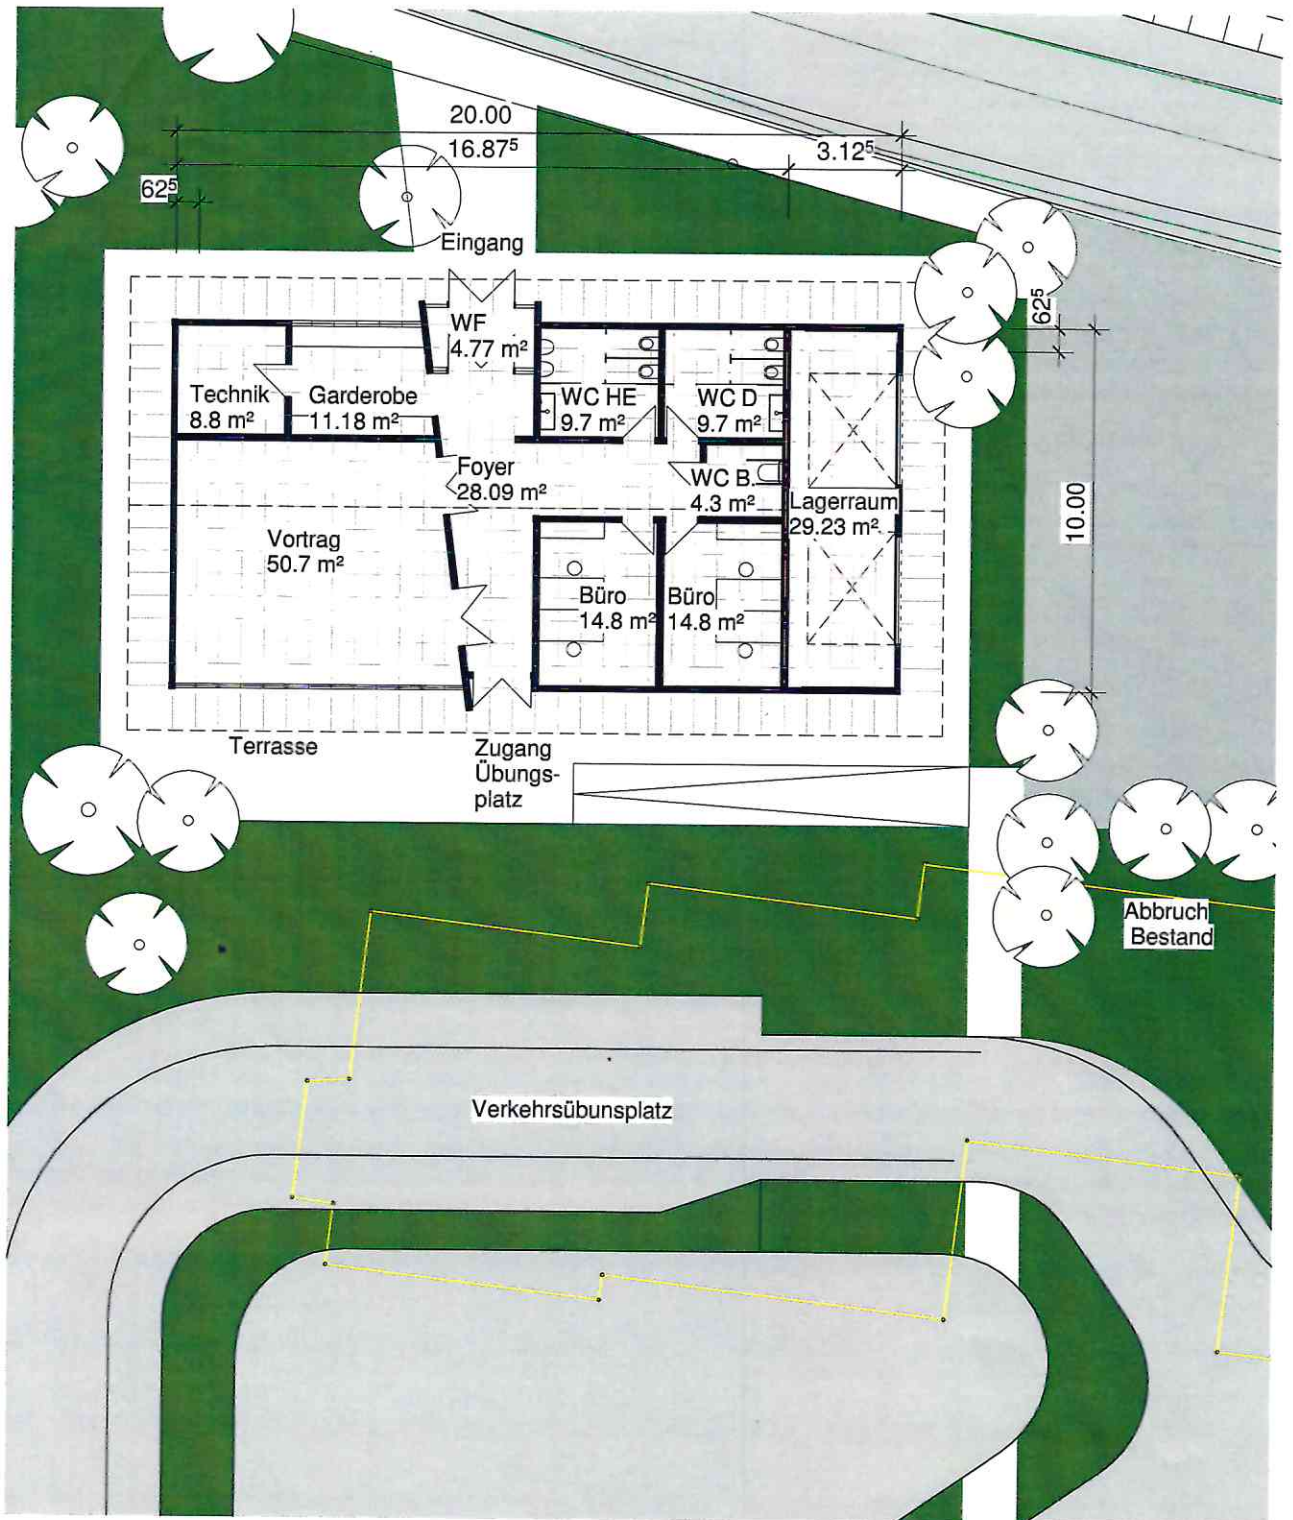 20.00
16.87⁵
3.12⁵
62⁵
Eingang
62⁵
WF
4.77 m²
Technik
8.8 m²
Garderobe
11.18 m²
WC HE
9.7 m²
WC D
9.7 m²
Foyer
28.09 m²
WC B.
4.3 m²
Lagerraum
29.23 m²
10.00
Vortrag
50.7 m²
Büro
14.8 m²
Büro
14.8 m²
Terrasse
Zugang
Übungs-
platz
Abbruch
Bestand
Verkehrsübunsplatz